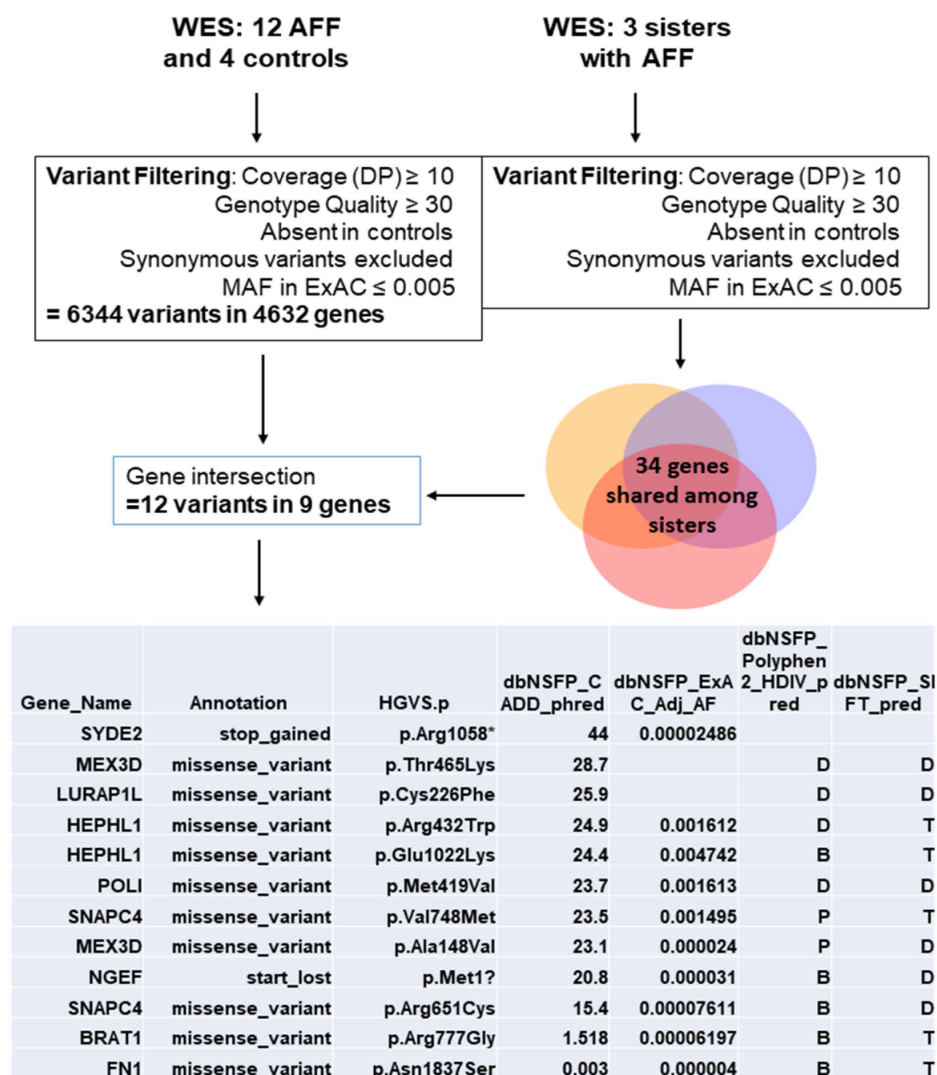 WES: 12 AFF
and 4 controls
WES: 3 sisters
with AFF
Variant Filtering: Coverage (DP) ≥ 10
Genotype Quality ≥ 30
Absent in controls
Synonymous variants excluded
MAF in ExAC ≤ 0.005
= 6344 variants in 4632 genes
Variant Filtering: Coverage (DP) ≥ 10
Genotype Quality ≥ 30
Absent in controls
Synonymous variants excluded
MAF in ExAC ≤ 0.005
34 genes
shared among
sisters
Gene intersection
=12 variants in 9 genes
Gene_Name Annotation HGVS.p dbNSFP_CADD_phred dbNSFP_ExAC_Adj_AF dbNSFP_Polyphen2_HDIV_pred dbNSFP_SIFT_pred
SYDE2 stop_gained p.Arg1058* 44 0.00002486
MEX3D missense_variant p.Thr465Lys 28.7 D D
LURAP1L missense_variant p.Cys226Phe 25.9 D D
HEPHL1 missense_variant p.Arg432Trp 24.9 0.001612 D T
HEPHL1 missense_variant p.Glu1022Lys 24.4 0.004742 B T
POLI missense_variant p.Met419Val 23.7 0.001613 D D
SNAPC4 missense_variant p.Val748Met 23.5 0.001495 P T
MEX3D missense_variant p.Ala148Val 23.1 0.000024 P D
NGEF start_lost p.Met1? 20.8 0.000031 B D
SNAPC4 missense_variant p.Arg651Cys 15.4 0.00007611 B D
BRAT1 missense_variant p.Arg777Gly 1.518 0.00006197 B T
FN1 missense_variant p.Asn1837Ser 0.003 0.000004 B T